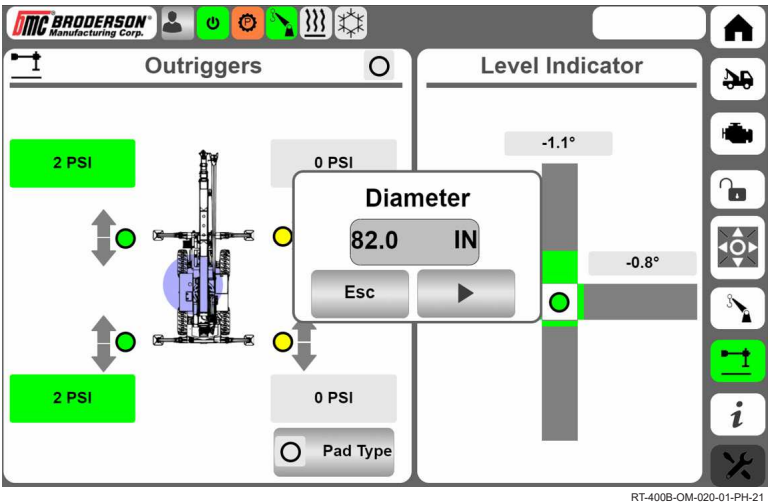 BMC BRODERSON®
Manufacturing Corp.
P
Outriggers
Level Indicator
-1.1°
2 PSI
0 PSI
Diameter
82.0 IN
-0.8°
Esc
2 PSI
0 PSI
Pad Type
i
RT-400B-OM-020-01-PH-21